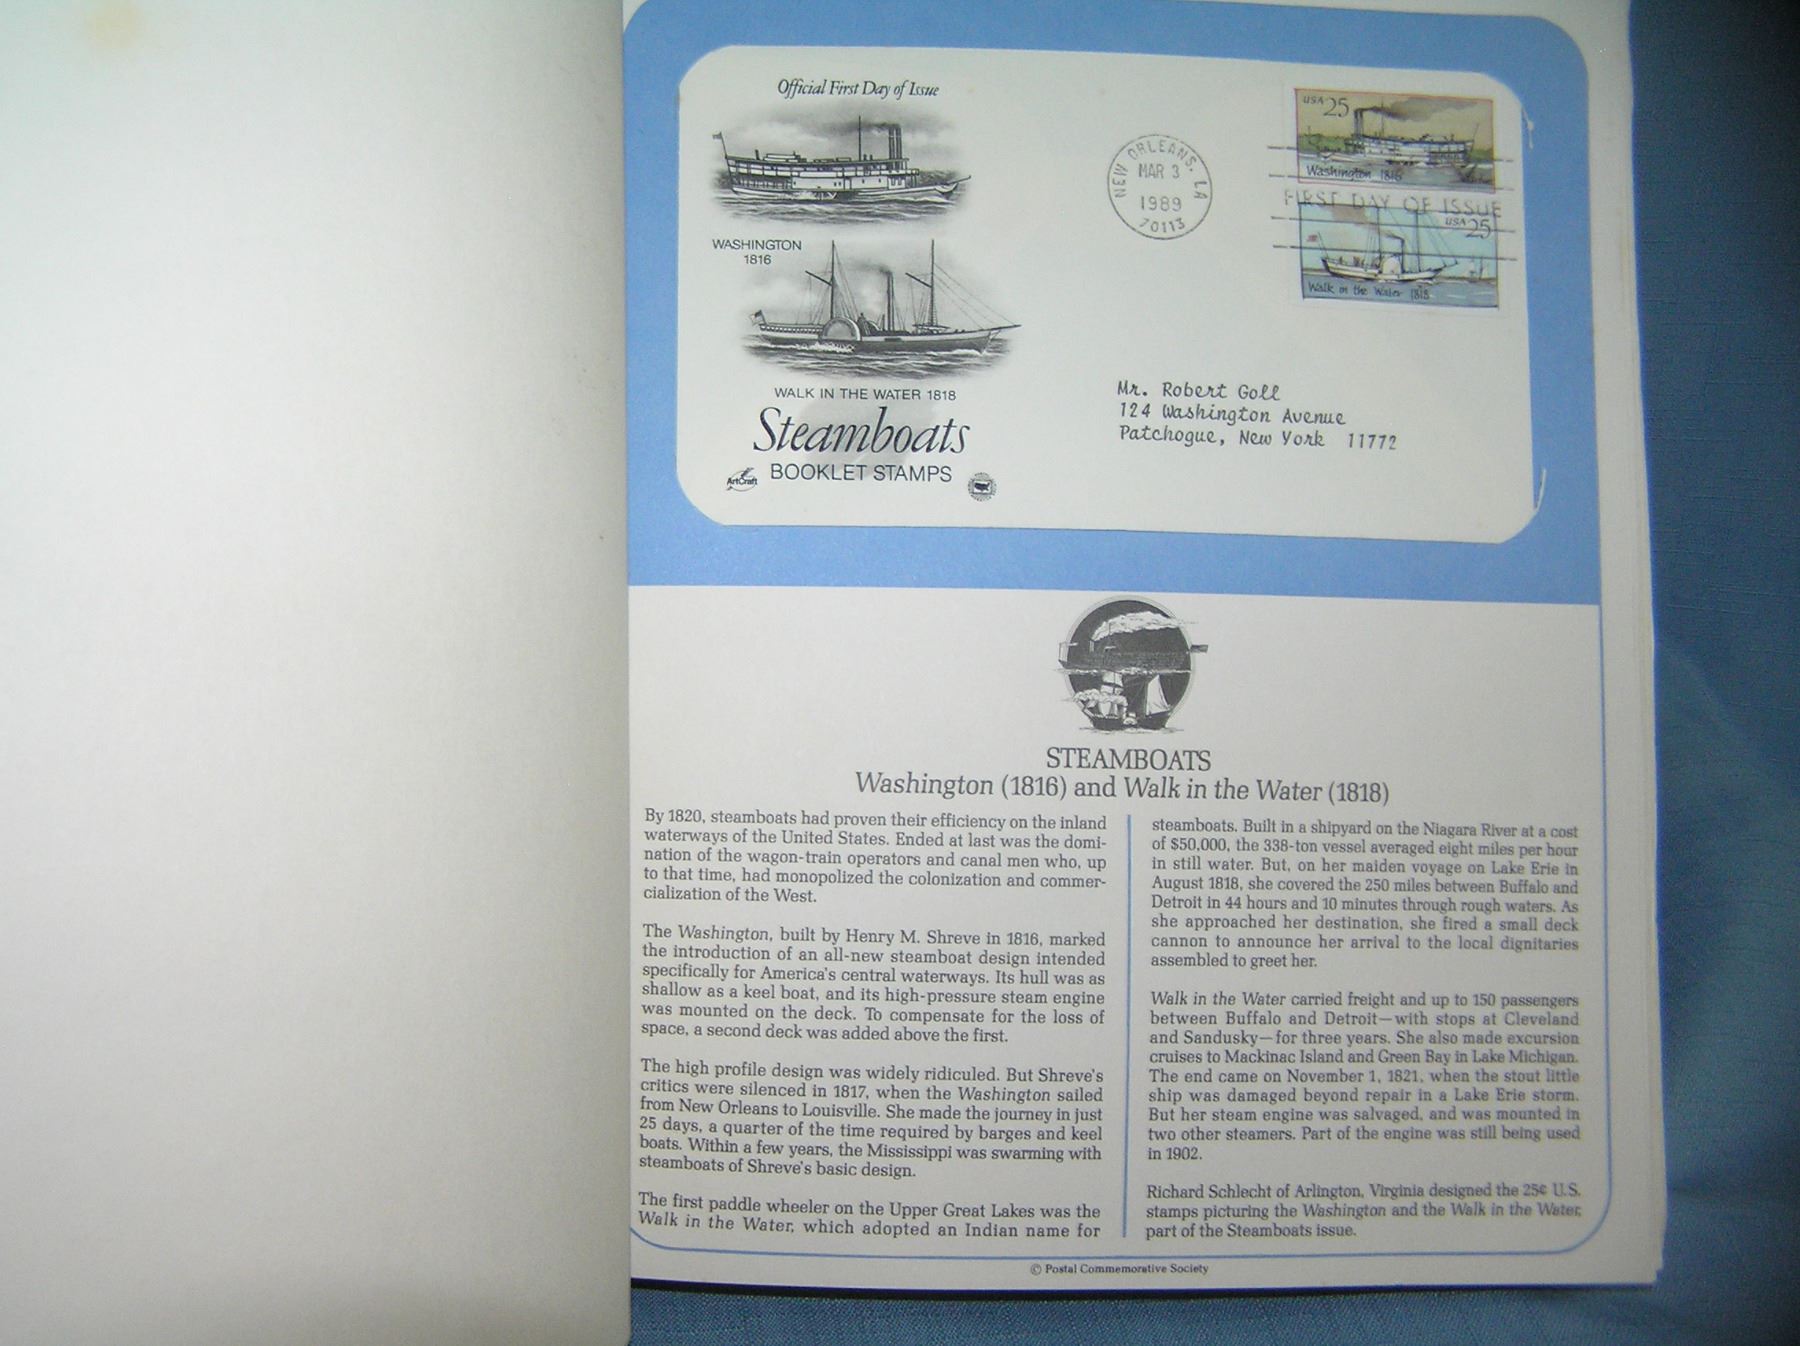 Official First Day of Issue
WASHINGTON
1816
WALK IN THE WATER 1818
Steamboats
ArtCraft
BOOKLET STAMPS
NEW ORLEANS, LA
MAR 3
1989
70113
USA 25
Washington 1816
FIRST DAY OF ISSUE
USA 25
Walk in the Water 1818
Mr. Robert Goll
124 Washington Avenue
Patchogue, New York 11772
STEAMBOATS
Washington (1816) and Walk in the Water (1818)
By 1820, steamboats had proven their efficiency on the inland
waterways of the United States. Ended at last was the domi-
nation of the wagon-train operators and canal men who, up
to that time, had monopolized the colonization and commer-
cialization of the West.
The Washington, built by Henry M. Shreve in 1816, marked
the introduction of an all-new steamboat design intended
specifically for America's central waterways. Its hull was as
shallow as a keel boat, and its high-pressure steam engine
was mounted on the deck. To compensate for the loss of
space, a second deck was added above the first.
The high profile design was widely ridiculed. But Shreve's
critics were silenced in 1817, when the Washington sailed
from New Orleans to Louisville. She made the journey in just
25 days, a quarter of the time required by barges and keel
boats. Within a few years, the Mississippi was swarming with
steamboats of Shreve's basic design.
The first paddle wheeler on the Upper Great Lakes was the
Walk in the Water, which adopted an Indian name for
steamboats. Built in a shipyard on the Niagara River at a cost
of $50,000, the 338-ton vessel averaged eight miles per hour
in still water. But, on her maiden voyage on Lake Erie in
August 1818, she covered the 250 miles between Buffalo and
Detroit in 44 hours and 10 minutes through rough waters. As
she approached her destination, she fired a small deck
cannon to announce her arrival to the local dignitaries
assembled to greet her.
Walk in the Water carried freight and up to 150 passengers
between Buffalo and Detroit—with stops at Cleveland
and Sandusky—for three years. She also made excursion
cruises to Mackinac Island and Green Bay in Lake Michigan.
The end came on November 1, 1821, when the stout little
ship was damaged beyond repair in a Lake Erie storm.
But her steam engine was salvaged, and was mounted in
two other steamers. Part of the engine was still being used
in 1902.
Richard Schlecht of Arlington, Virginia designed the 25¢ U.S.
stamps picturing the Washington and the Walk in the Water,
part of the Steamboats issue.
© Postal Commemorative Society